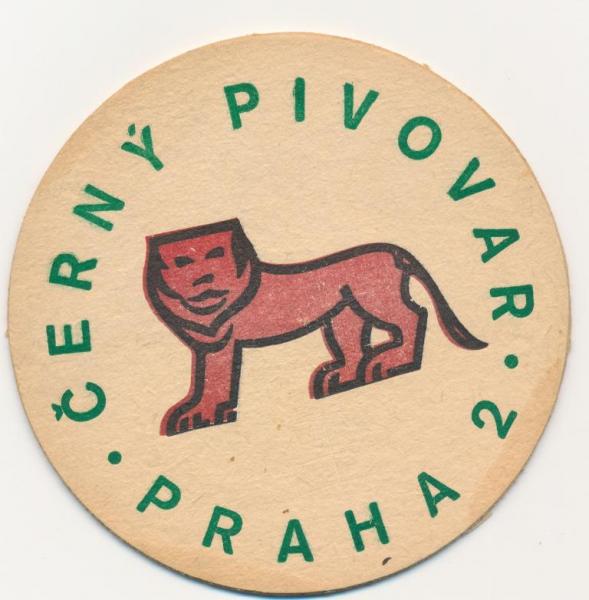 ČERNÝ PIVOVAR
· PRAHA 2 ·